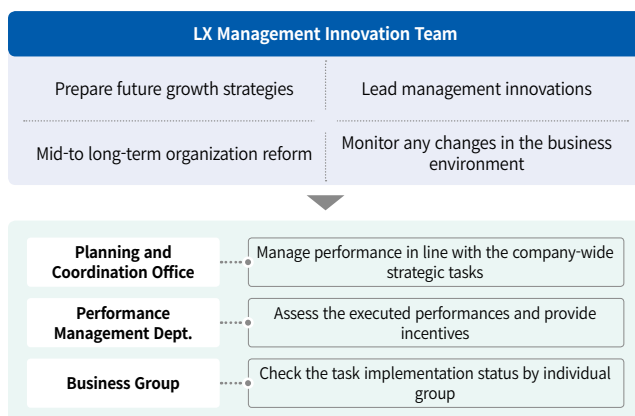 LX Management Innovation Team
Prepare future growth strategies
Lead management innovations
Mid-to long-term organization reform
Monitor any changes in the business
environment
Planning and
Coordination Office
Manage performance in line with the company-wide
strategic tasks
Performance
Management Dept.
Assess the executed performances and provide
incentives
Business Group
Check the task implementation status by individual
group